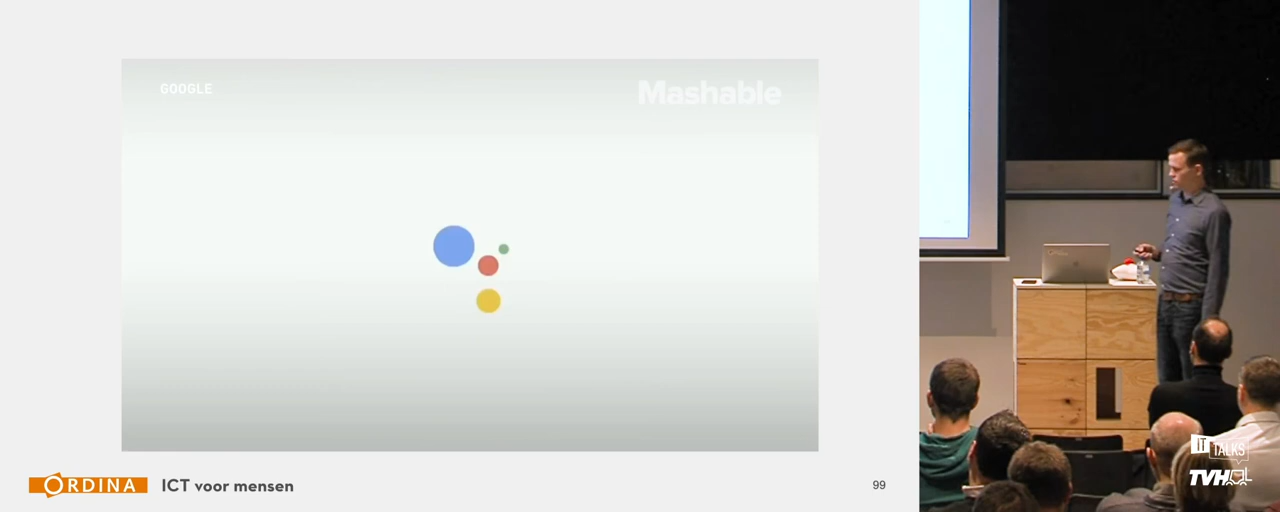 GOOGLE
Mashable
ORDINA
ICT voor mensen
99
IT
TALKS
TVH